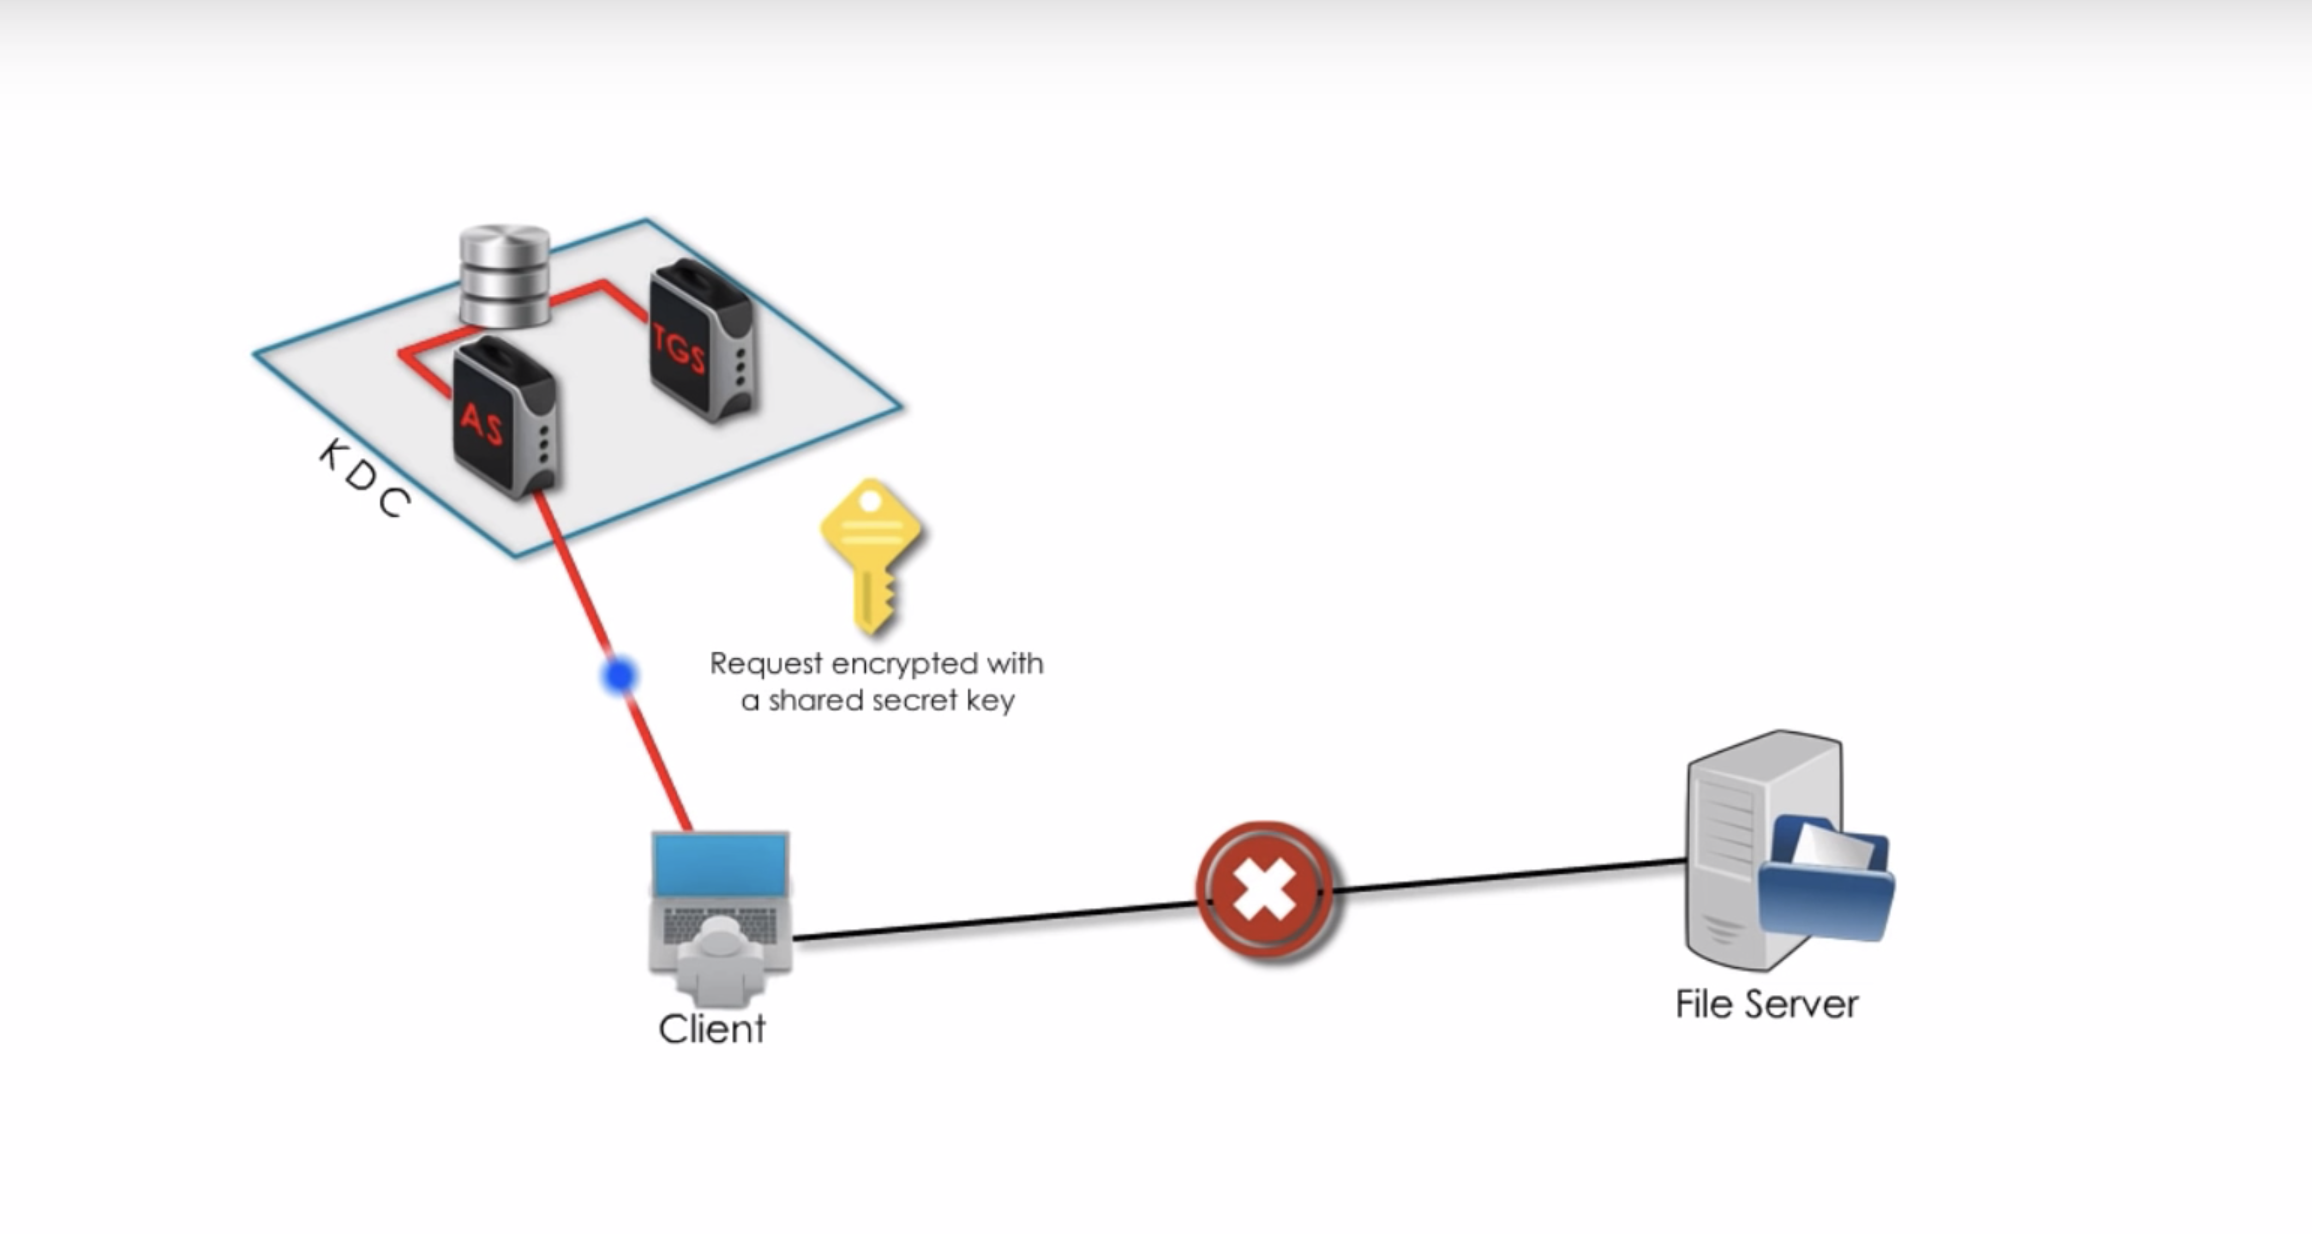 TGS
AS
KDC
Request encrypted with
a shared secret key
File Server
Client